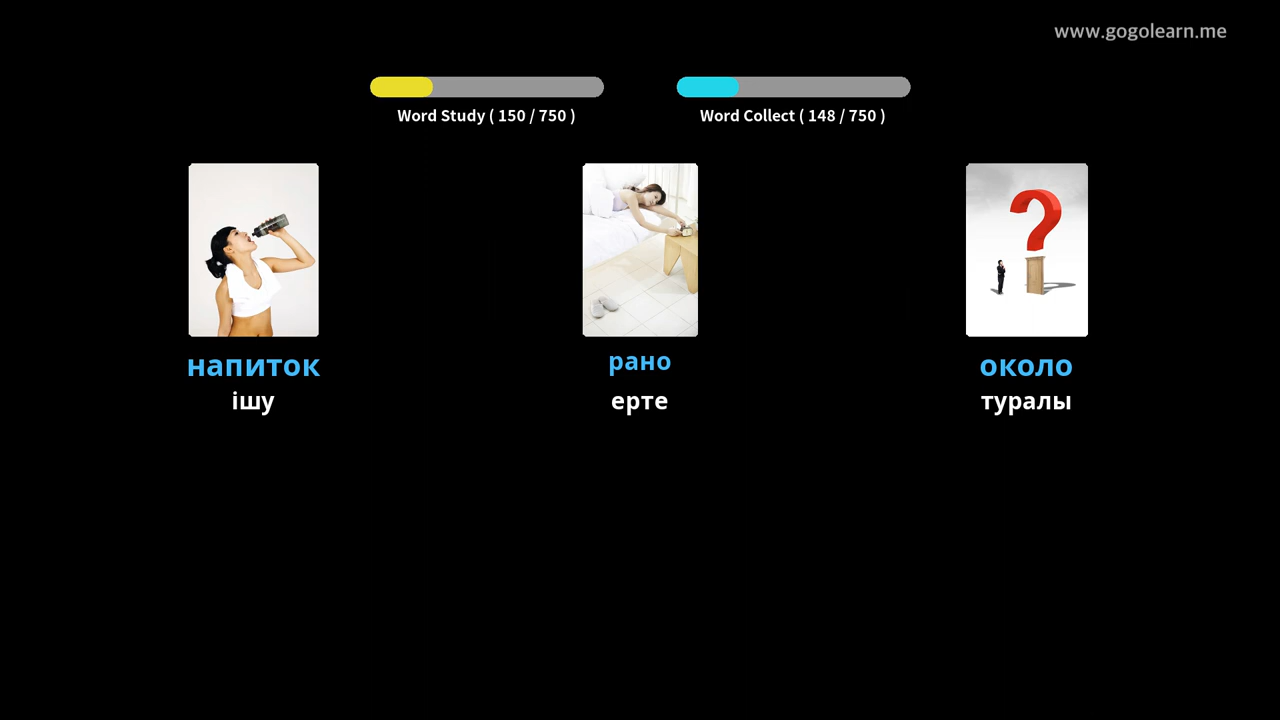 www.gogolearn.me
Word Study ( 150 / 750 )
Word Collect ( 148 / 750 )
напиток
ішу
рано
ерте
около
туралы